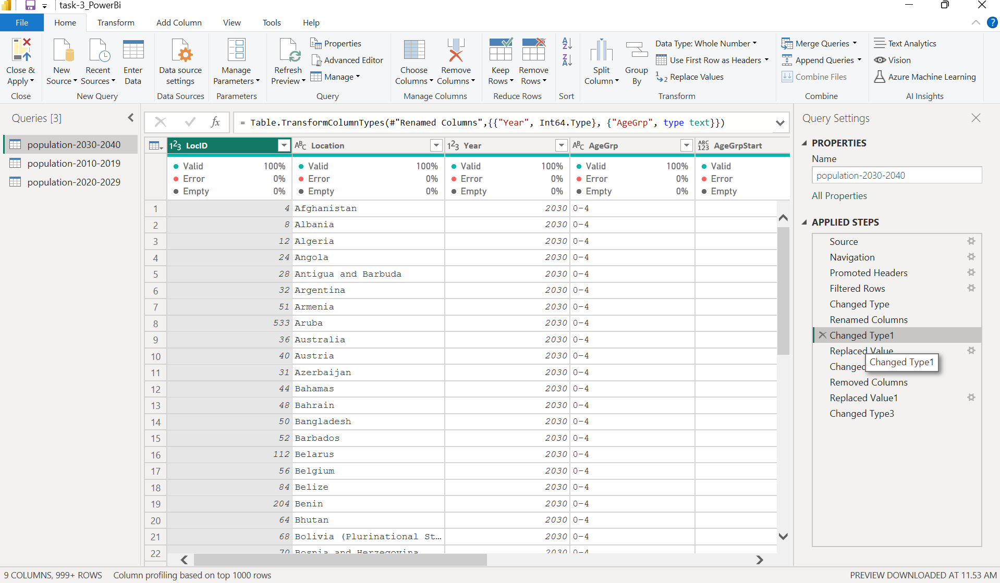 task-3_PowerBi
File Home Transform Add Column View Tools Help
Close & Apply
Close
New Source
Recent Sources
Enter Data
New Query
Data source settings
Data Sources
Manage Parameters
Parameters
Refresh Preview
Properties
Advanced Editor
Manage
Query
Choose Columns
Remove Columns
Manage Columns
Keep Rows
Remove Rows
Reduce Rows
Sort
Split Column
Group By
Data Type: Whole Number
Use First Row as Headers
Replace Values
Transform
Merge Queries
Append Queries
Combine Files
Combine
Text Analytics
Vision
Azure Machine Learning
AI Insights
Queries [3]
population-2030-2040
population-2010-2019
population-2020-2029
fx = Table.TransformColumnTypes(#"Renamed Columns",{{"Year", Int64.Type}, {"AgeGrp", type text}})
123 LocID ABC Location 123 Year ABC AgeGrp ABC 123 AgeGrpStart
Valid 100% Valid 100% Valid 100% Valid 100% Valid
Error 0% Error 0% Error 0% Error 0% Error
Empty 0% Empty 0% Empty 0% Empty 0% Empty
1 4 Afghanistan 2030 0-4
2 8 Albania 2030 0-4
3 12 Algeria 2030 0-4
4 24 Angola 2030 0-4
5 28 Antigua and Barbuda 2030 0-4
6 32 Argentina 2030 0-4
7 51 Armenia 2030 0-4
8 533 Aruba 2030 0-4
9 36 Australia 2030 0-4
10 40 Austria 2030 0-4
11 31 Azerbaijan 2030 0-4
12 44 Bahamas 2030 0-4
13 48 Bahrain 2030 0-4
14 50 Bangladesh 2030 0-4
15 52 Barbados 2030 0-4
16 112 Belarus 2030 0-4
17 56 Belgium 2030 0-4
18 84 Belize 2030 0-4
19 204 Benin 2030 0-4
20 64 Bhutan 2030 0-4
21 68 Bolivia (Plurinational St... 2030 0-4
22 70 Bosnia and Herzegovina 2030 0-4
Query Settings
PROPERTIES
Name
population-2030-2040
All Properties
APPLIED STEPS
Source
Navigation
Promoted Headers
Filtered Rows
Changed Type
Renamed Columns
Changed Type1
Replaced Value
Changed Type1
Changed
Removed Columns
Replaced Value1
Changed Type3
9 COLUMNS, 999+ ROWS Column profiling based on top 1000 rows PREVIEW DOWNLOADED AT 11.53 AM